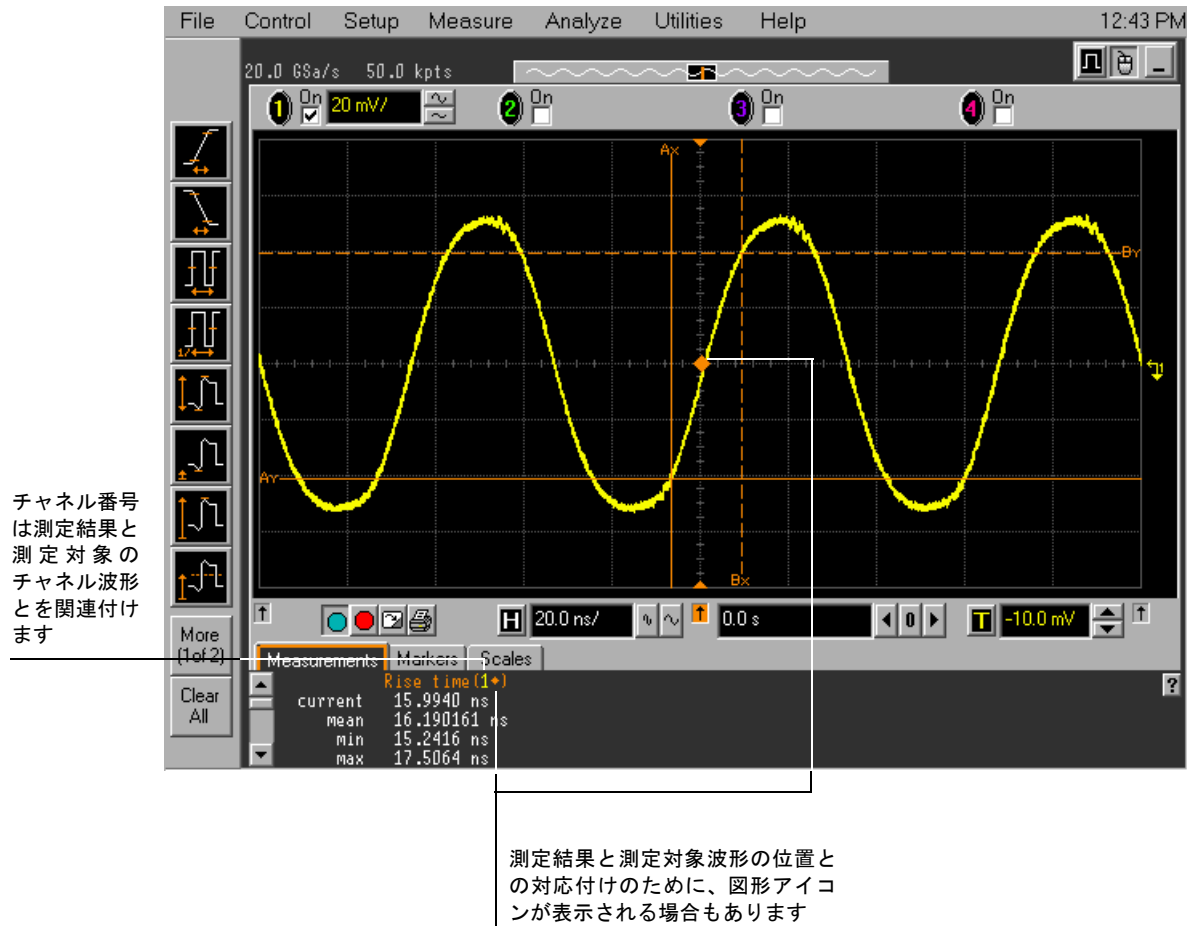 File Control Setup Measure Analyze Utilities Help 12:43 PM
20.0 GSa/s 50.0 kpts
1 On 20 mV/ 2 On 3 On 4 On
Ax
By
1
Ay
Bx
チャネル番号
は測定結果と
測定対象の
チャネル波形
とを関連付け
ます
More
(1of 2)
Clear
All
H 20.0 ns/ 0.0 s 0 T -10.0 mV
Measurements Markers Scales
Rise time(1◆)
current 15.9940 ns
mean 16.190161 ns
min 15.2416 ns
max 17.5064 ns
?
測定結果と測定対象波形の位置と
の対応付けのために、図形アイコ
ンが表示される場合もあります